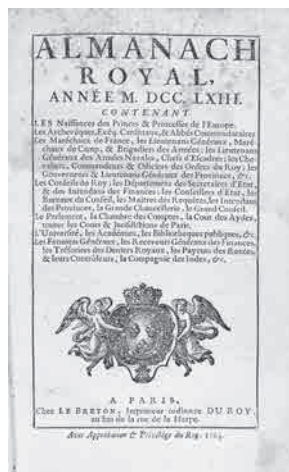 ALMANACH
ROYAL,
ANNÉE M. DCC. LXIII.
CONTENANT
LES Naissances des Princes & Princesses de l'Europe.
Les Archevêques, Evêq. Cardinaux, & Abbés Commendataires
Les Maréchaux de France, les Lieutenans Généraux, Maré-
chaux de Camp, & Brigadiers des Armées; les Lieutenans
Généraux des Armées Navales, Chefs d'Escadres; les Che-
valiers, Commandeurs & Officiers des Ordres du Roy; les
Gouverneurs & Lieutenans Généraux des Provinces, &c.
Les Conseils du Roy; les Départemens des Secretaires d'Etat,
& des Intendans des Finances; les Conseillers d'Etat, les
Bureaux du Conseil, les Maitres des Requêtes, les Intendans
des Provinces, la Grande Chancellerie, le Grand Conseil.
Le Parlement, la Chambre des Comptes, la Cour des Aydes,
toutes les Cours & Jurisdictions de Paris.
L'Université, les Académies, les Bibliothéques publiques, &c.
Les Fermiers Généraux, les Receveurs Généraux des Finances,
les Trésoriers des Deniers Royaux, les Payeurs des Rentes,
& leurs Controlleurs, la Compagnie des Indes, &c.
A PARIS,
Chez LE BRETON, Imprimeur ordinaire DU ROY,
au bas de la rue de la Harpe.
Avec Approbation & Privilége du Roy. 1763.